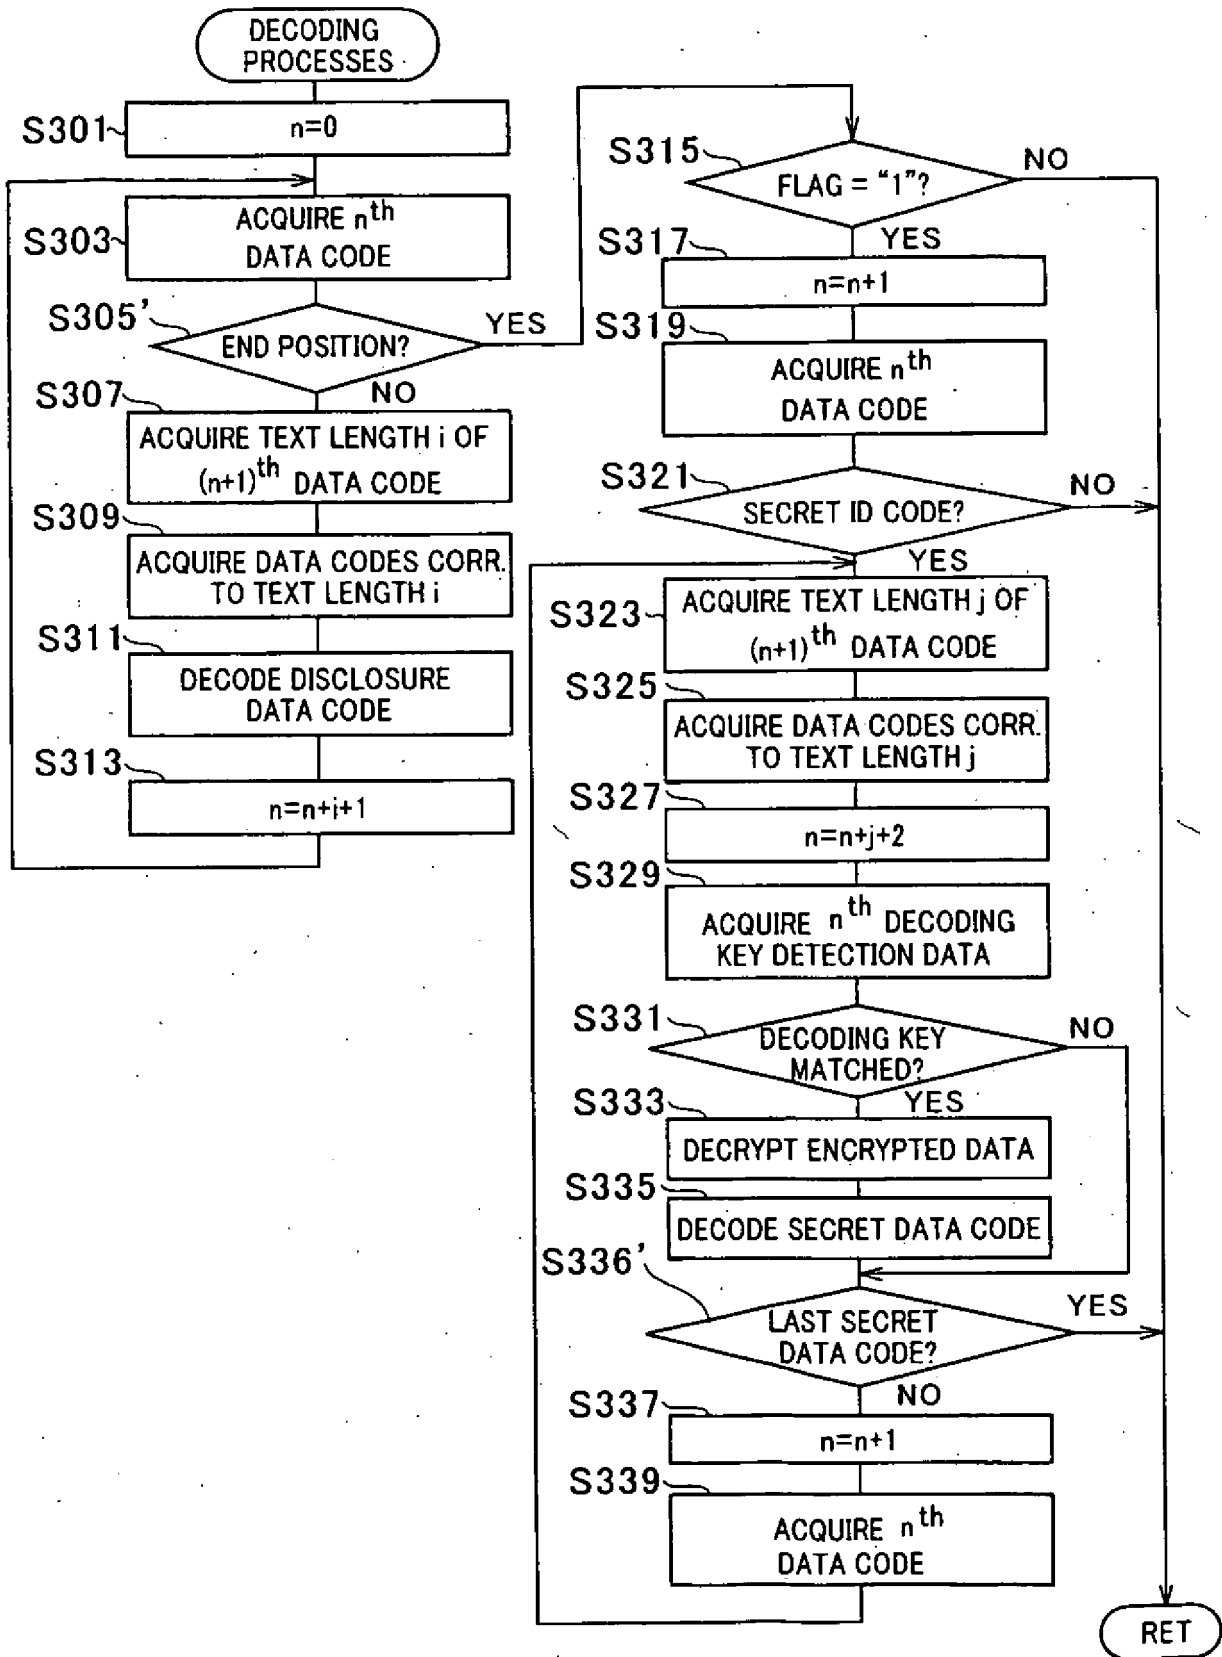 DECODING
PROCESSES
S301
n=0
S303
ACQUIRE nth
DATA CODE
S305’
END POSITION?
YES
NO
S307
ACQUIRE TEXT LENGTH i OF
(n+1)th DATA CODE
S309
ACQUIRE DATA CODES CORR.
TO TEXT LENGTH i
S311
DECODE DISCLOSURE
DATA CODE
S313
n=n+i+1
S315
FLAG = “1”?
NO
YES
S317
n=n+1
S319
ACQUIRE nth
DATA CODE
S321
SECRET ID CODE?
NO
YES
S323
ACQUIRE TEXT LENGTH j OF
(n+1)th DATA CODE
S325
ACQUIRE DATA CODES CORR.
TO TEXT LENGTH j
S327
n=n+j+2
S329
ACQUIRE nth DECODING
KEY DETECTION DATA
S331
DECODING KEY
MATCHED?
NO
YES
S333
DECRYPT ENCRYPTED DATA
S335
DECODE SECRET DATA CODE
S336’
LAST SECRET
DATA CODE?
YES
NO
S337
n=n+1
S339
ACQUIRE nth
DATA CODE
RET